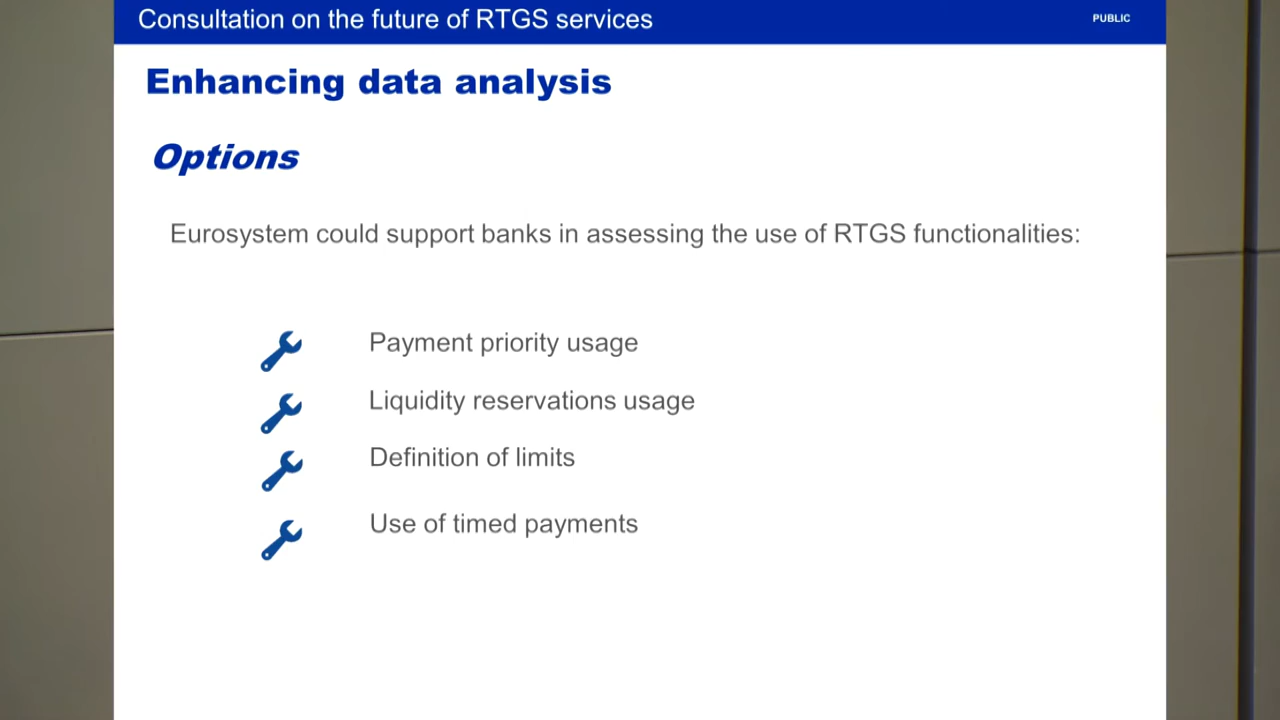 Consultation on the future of RTGS services
PUBLIC
Enhancing data analysis
Options
Eurosystem could support banks in assessing the use of RTGS functionalities:
Payment priority usage
Liquidity reservations usage
Definition of limits
Use of timed payments